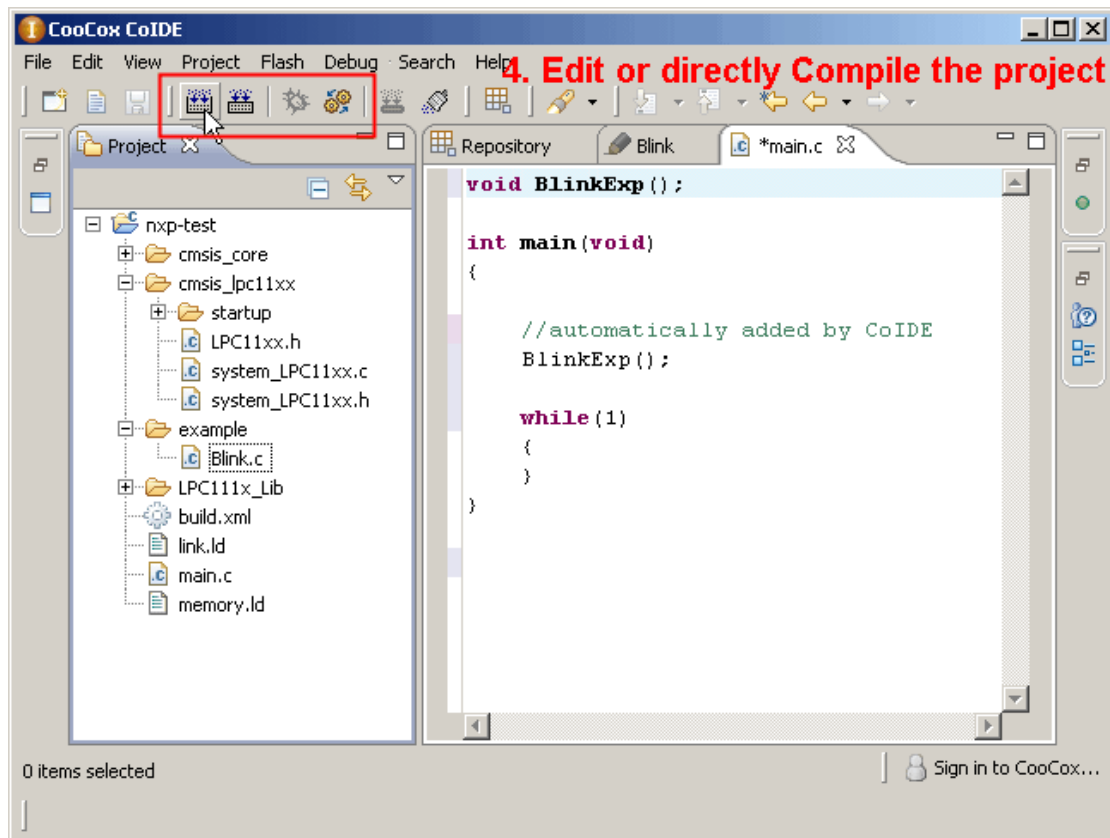 CooCox CoIDE
File Edit View Project Flash Debug Search Help
4. Edit or directly Compile the project
Project
Repository Blink *main.c
nxp-test
cmsis_core
cmsis_lpc11xx
startup
LPC11xx.h
system_LPC11xx.c
system_LPC11xx.h
example
Blink.c
LPC111x_Lib
build.xml
link.ld
main.c
memory.ld
void BlinkExp();
int main(void)
{
//automatically added by CoIDE
BlinkExp();
while(1)
{
}
}
0 items selected
Sign in to CooCox...